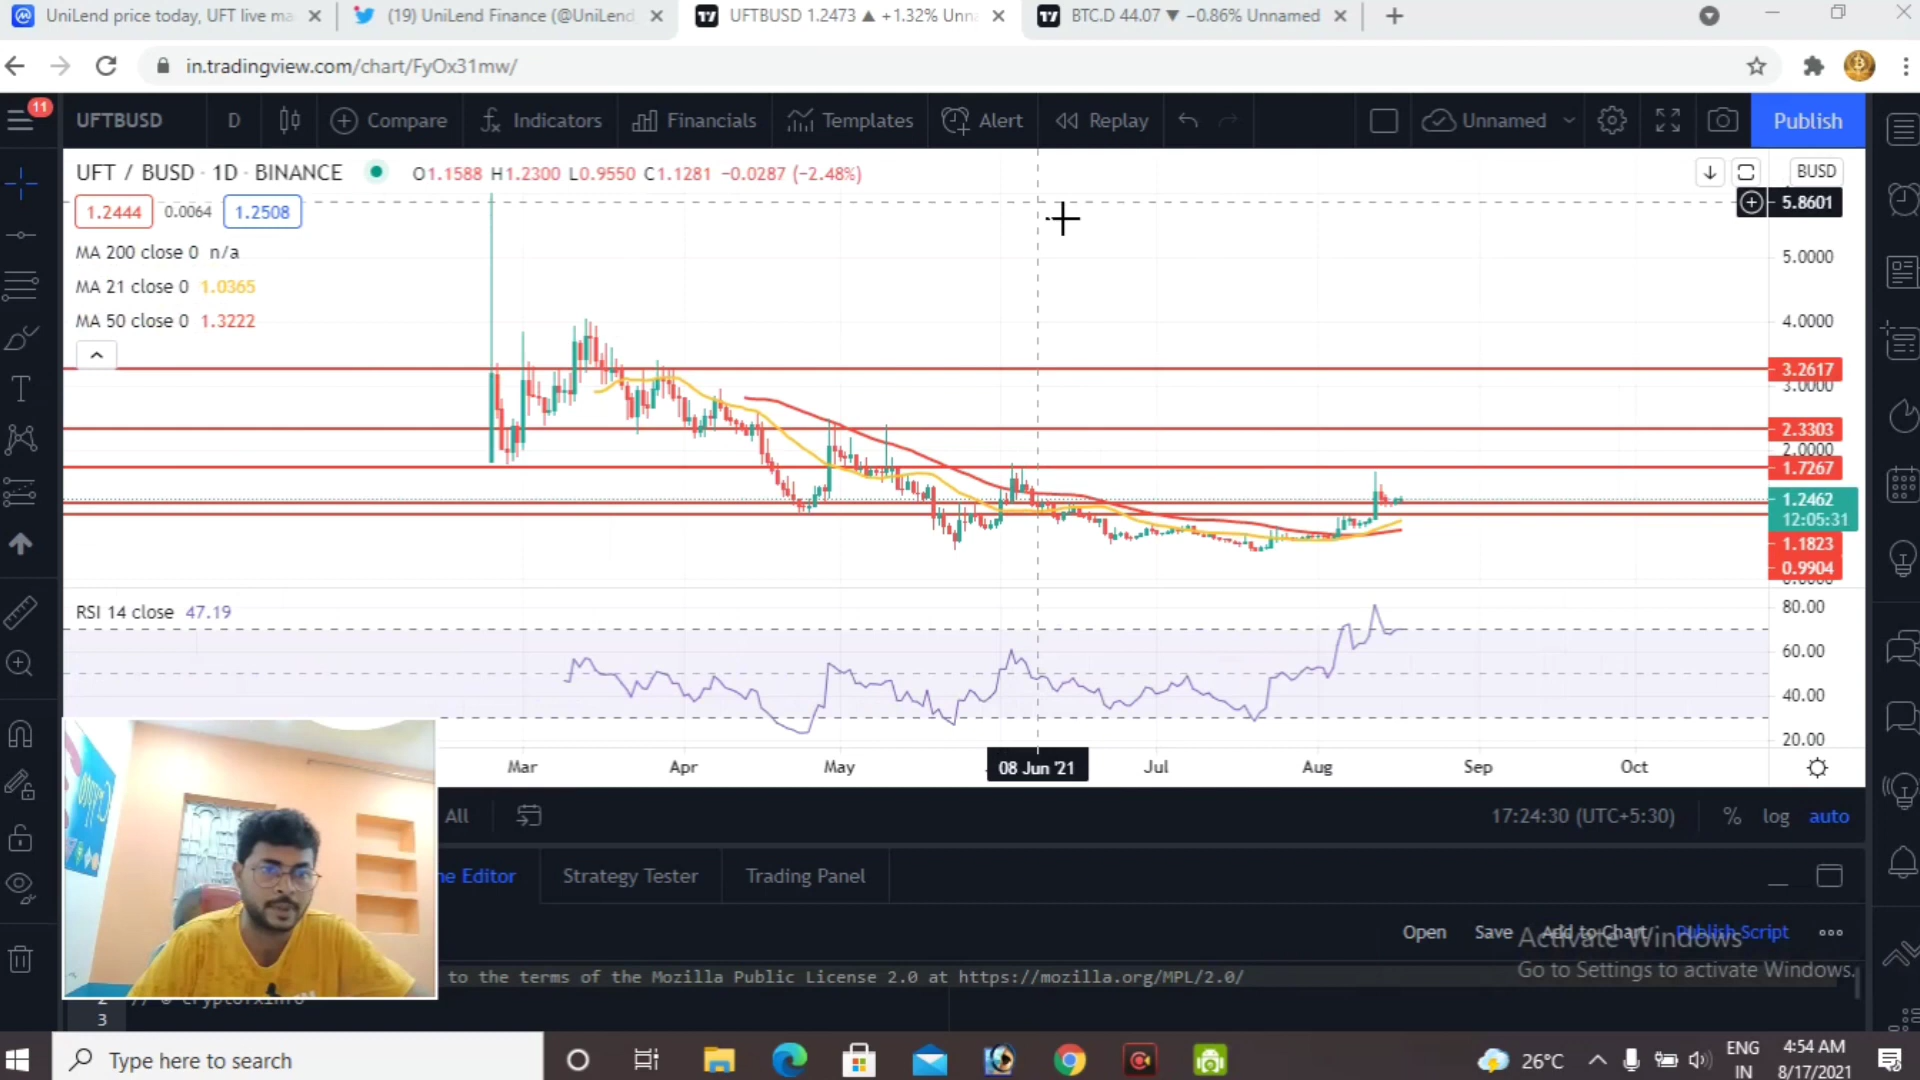 UniLend price today, UFT live ma
(19) UniLend Finance (@UniLend
UFTBUSD 1.2473 ▲ +1.32% Unna
BTC.D 44.07 ▼ −0.86% Unnamed
in.tradingview.com/chart/FyOx31mw/
11
UFTBUSD D Compare Indicators Financials Templates Alert Replay Unnamed Publish
UFT / BUSD · 1D · BINANCE O1.1588 H1.2300 L0.9550 C1.1281 −0.0287 (−2.48%)
BUSD
1.2444 0.0064 1.2508
5.8601
MA 200 close 0 n/a
5.0000
MA 21 close 0 1.0365
MA 50 close 0 1.3222
4.0000
3.2617
3.0000
2.3303
2.0000
1.7267
1.2462
12:05:31
1.1823
0.9904
RSI 14 close 47.19
80.00
60.00
40.00
20.00
Mar Apr May 08 Jun '21 Jul Aug Sep Oct
All
17:24:30 (UTC+5:30) % log auto
ne Editor Strategy Tester Trading Panel
Open Save Add to Chart Publish Script
Activate Windows
Go to Settings to activate Windows.
to the terms of the Mozilla Public License 2.0 at https://mozilla.org/MPL/2.0/
3
Type here to search
26°C
ENG
IN
4:54 AM
8/17/2021